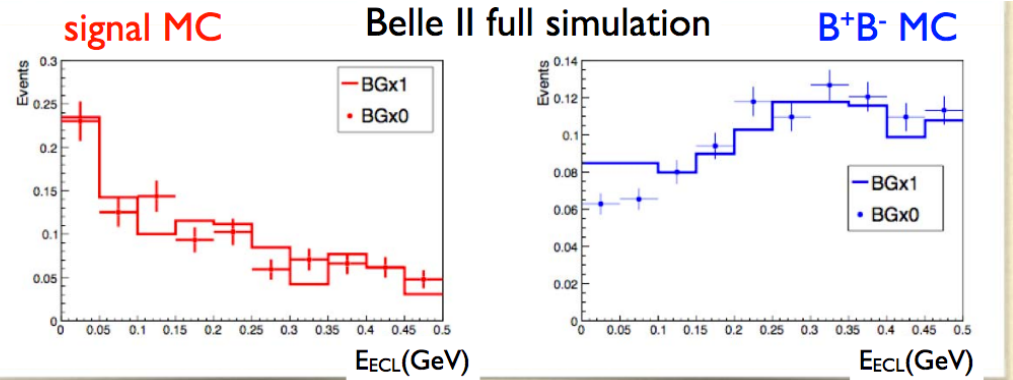 signal MC
Belle II full simulation
B+B- MC
Events
0.3
0.25
0.2
0.15
0.1
0.05
0
0 0.05 0.1 0.15 0.2 0.25 0.3 0.35 0.4 0.45 0.5
BGx1
BGx0
EECL(GeV)
Events
0.14
0.12
0.1
0.08
0.06
0.04
0.02
0
0 0.05 0.1 0.15 0.2 0.25 0.3 0.35 0.4 0.45 0.5
BGx1
BGx0
EECL(GeV)